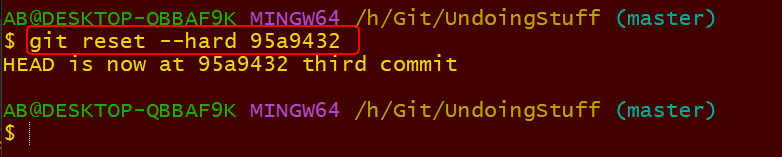 AB@DESKTOP-QBBAF9K MINGW64 /h/Git/UndoingStuff (master)
$ git reset --hard 95a9432
HEAD is now at 95a9432 third commit
AB@DESKTOP-QBBAF9K MINGW64 /h/Git/UndoingStuff (master)
$